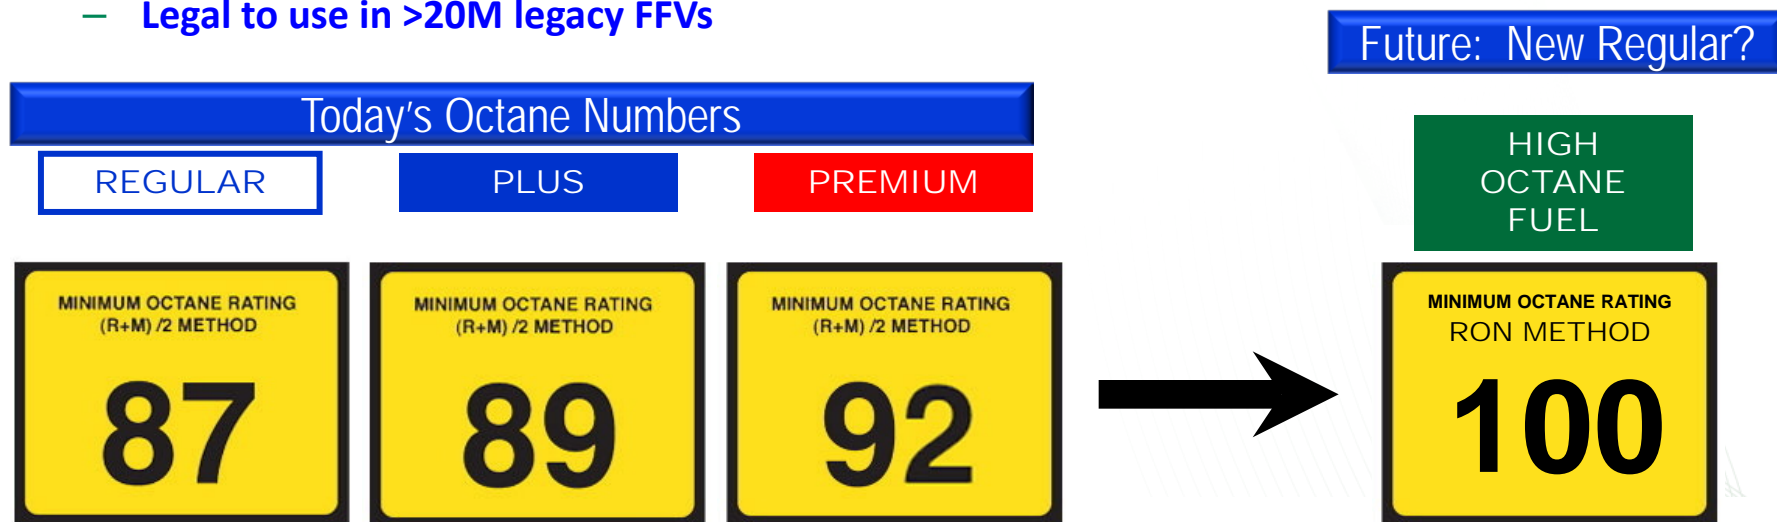 – Legal to use in >20M legacy FFVs
Future: New Regular?
Today's Octane Numbers
REGULAR
PLUS
PREMIUM
HIGH
OCTANE
FUEL
MINIMUM OCTANE RATING
(R+M) /2 METHOD
87
MINIMUM OCTANE RATING
(R+M) /2 METHOD
89
MINIMUM OCTANE RATING
(R+M) /2 METHOD
92
MINIMUM OCTANE RATING
RON METHOD
100